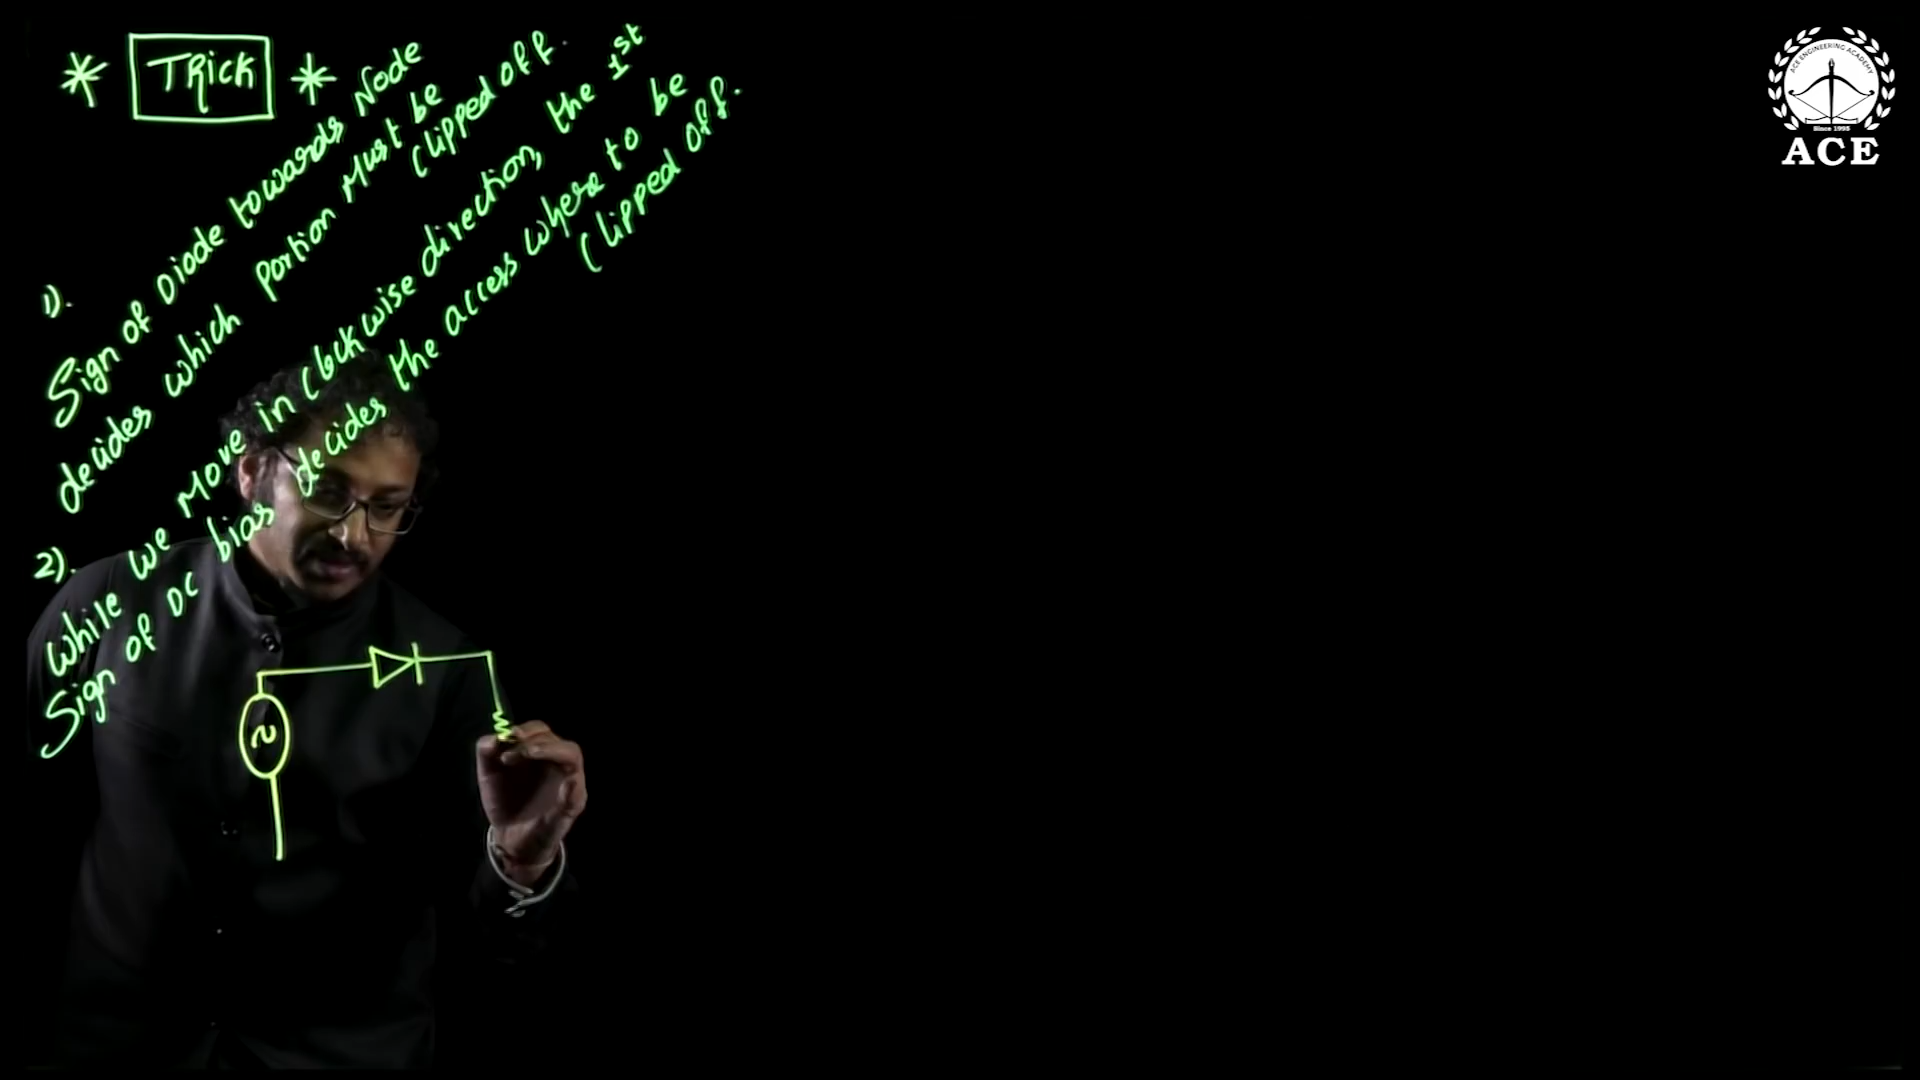 * TRick *
1).
Sign of Diode towards Node
decides which portion Must be
Clipped off.
2).
While we Move in Clckwise direction, the 1st
Sign of DC bias decides the access where to be
Clipped off.
~
ACE ENGINEERING ACADEMY
Since 1995
ACE